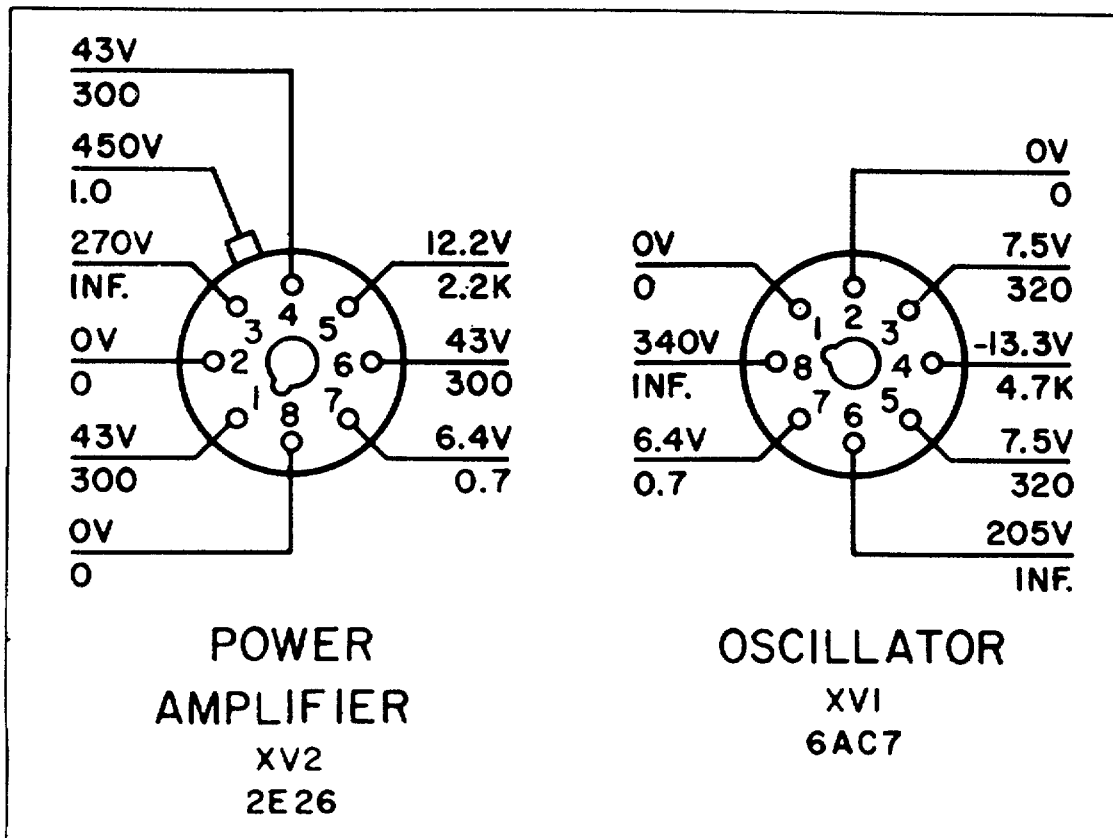 43V
300
450V
1.0
270V
INF.
0V
0
43V
300
0V
0
12.2V
2.2K
43V
300
6.4V
0.7
3
4
5
2
6
1
8
7
POWER
AMPLIFIER
XV2
2E26
0V
0
340V
INF.
6.4V
0.7
0V
0
7.5V
320
-13.3V
4.7K
7.5V
320
205V
INF.
1
2
3
8
4
7
6
5
OSCILLATOR
XV1
6AC7